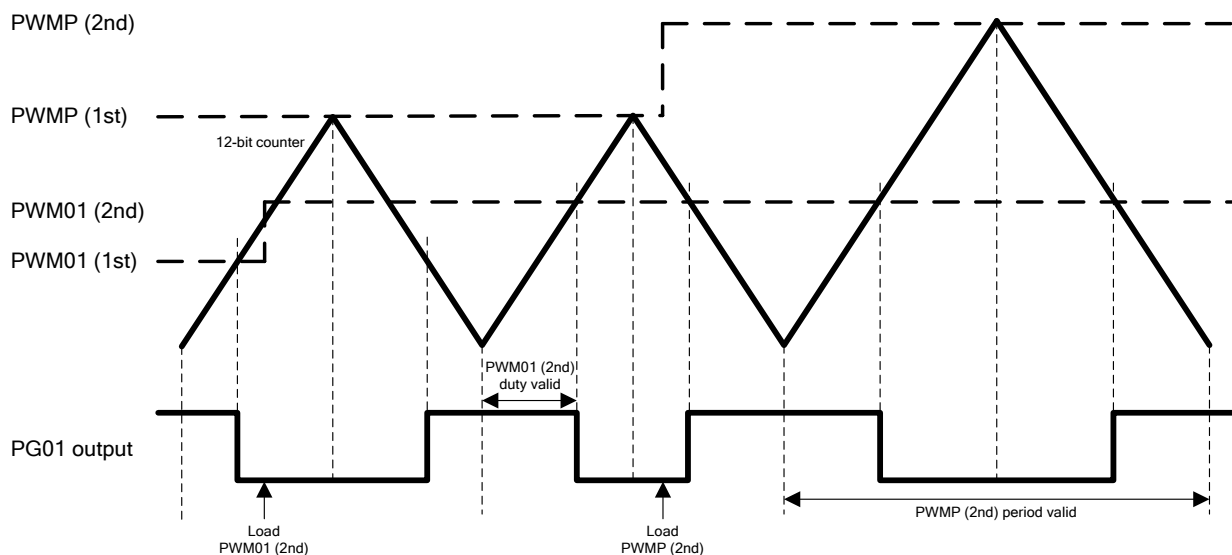 PWMP (2nd)
PWMP (1st)
12-bit counter
PWM01 (2nd)
PWM01 (1st)
PWM01 (2nd)
duty valid
PG01 output
PWMP (2nd) period valid
Load
PWM01 (2nd)
Load
PWMP (2nd)